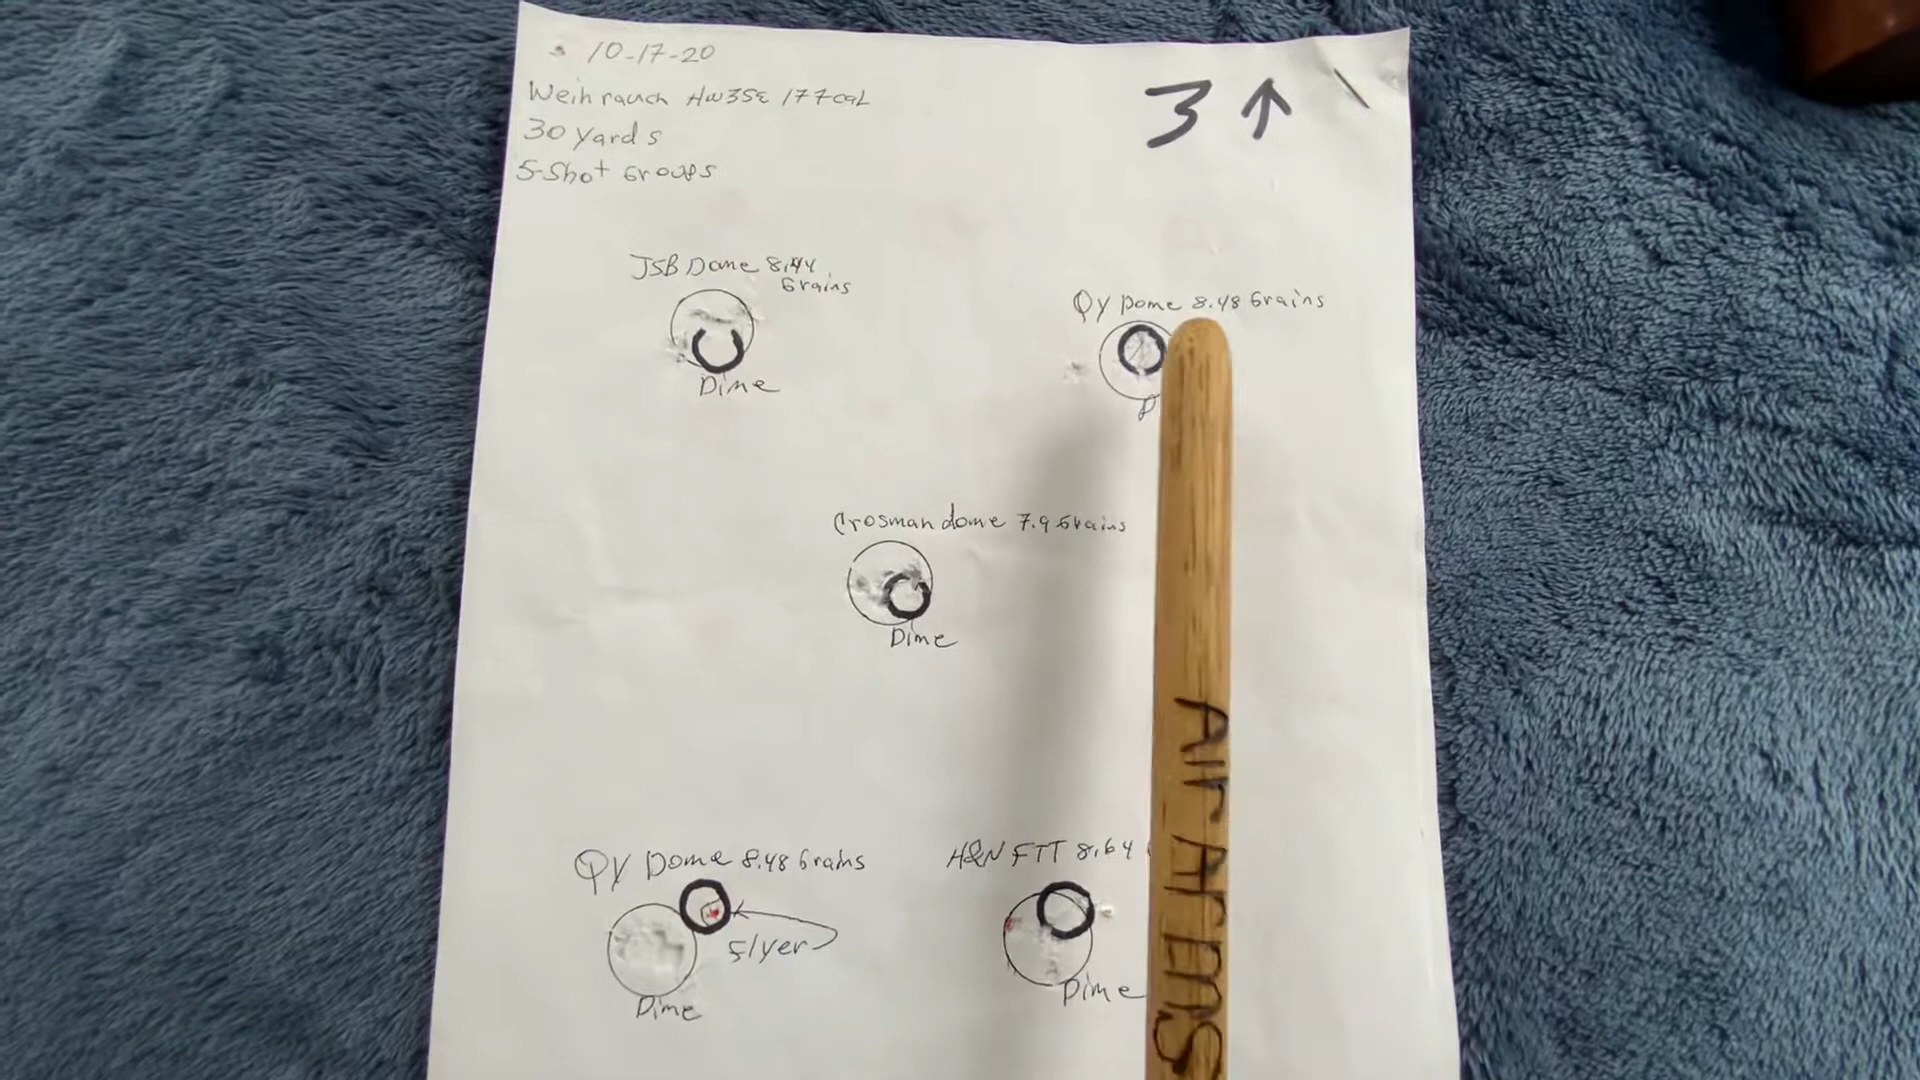 10-17-20
Weihrauch HW35E 177cal
30 Yards
5-Shot Groups
3 ↑
JSB Dome 8.44
Grains
Dime
QY Dome 8.48 Grains
D
Crosman dome 7.9 Grains
Dime
QY Dome 8.48 Grains
Flyer
Dime
H&N FTT 8.64
Dime
Air Arens